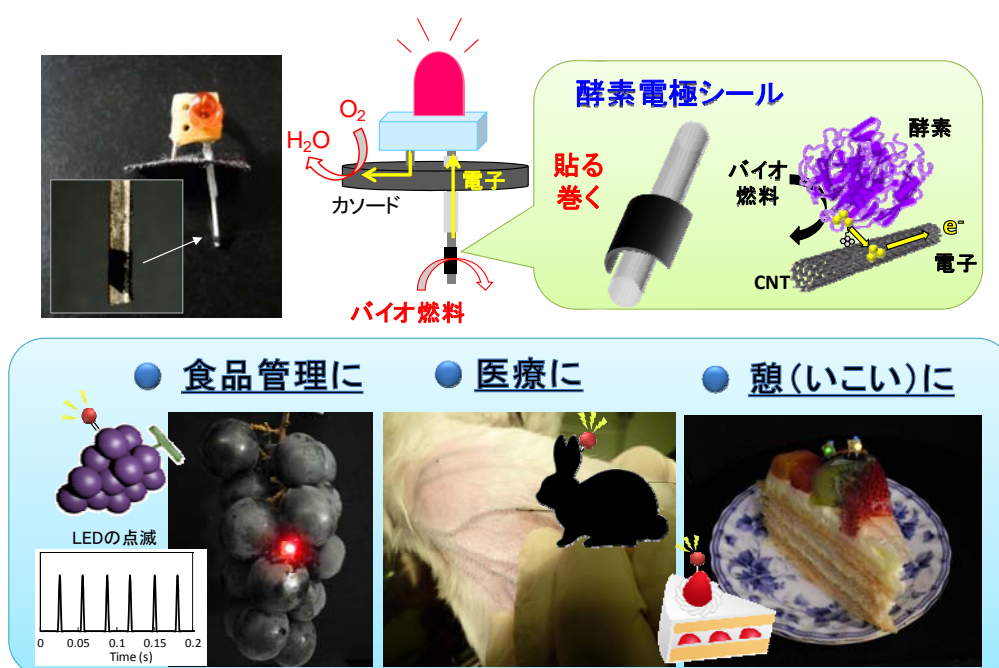 酵素電極シール
O₂
H₂O
電子
カソード
バイオ燃料
貼る
巻く
酵素
バイオ
燃料
e⁻
電子
CNT
食品管理に
医療に
憩(いこい)に
LEDの点滅
0 0.05 0.1 0.15 0.2
Time (s)